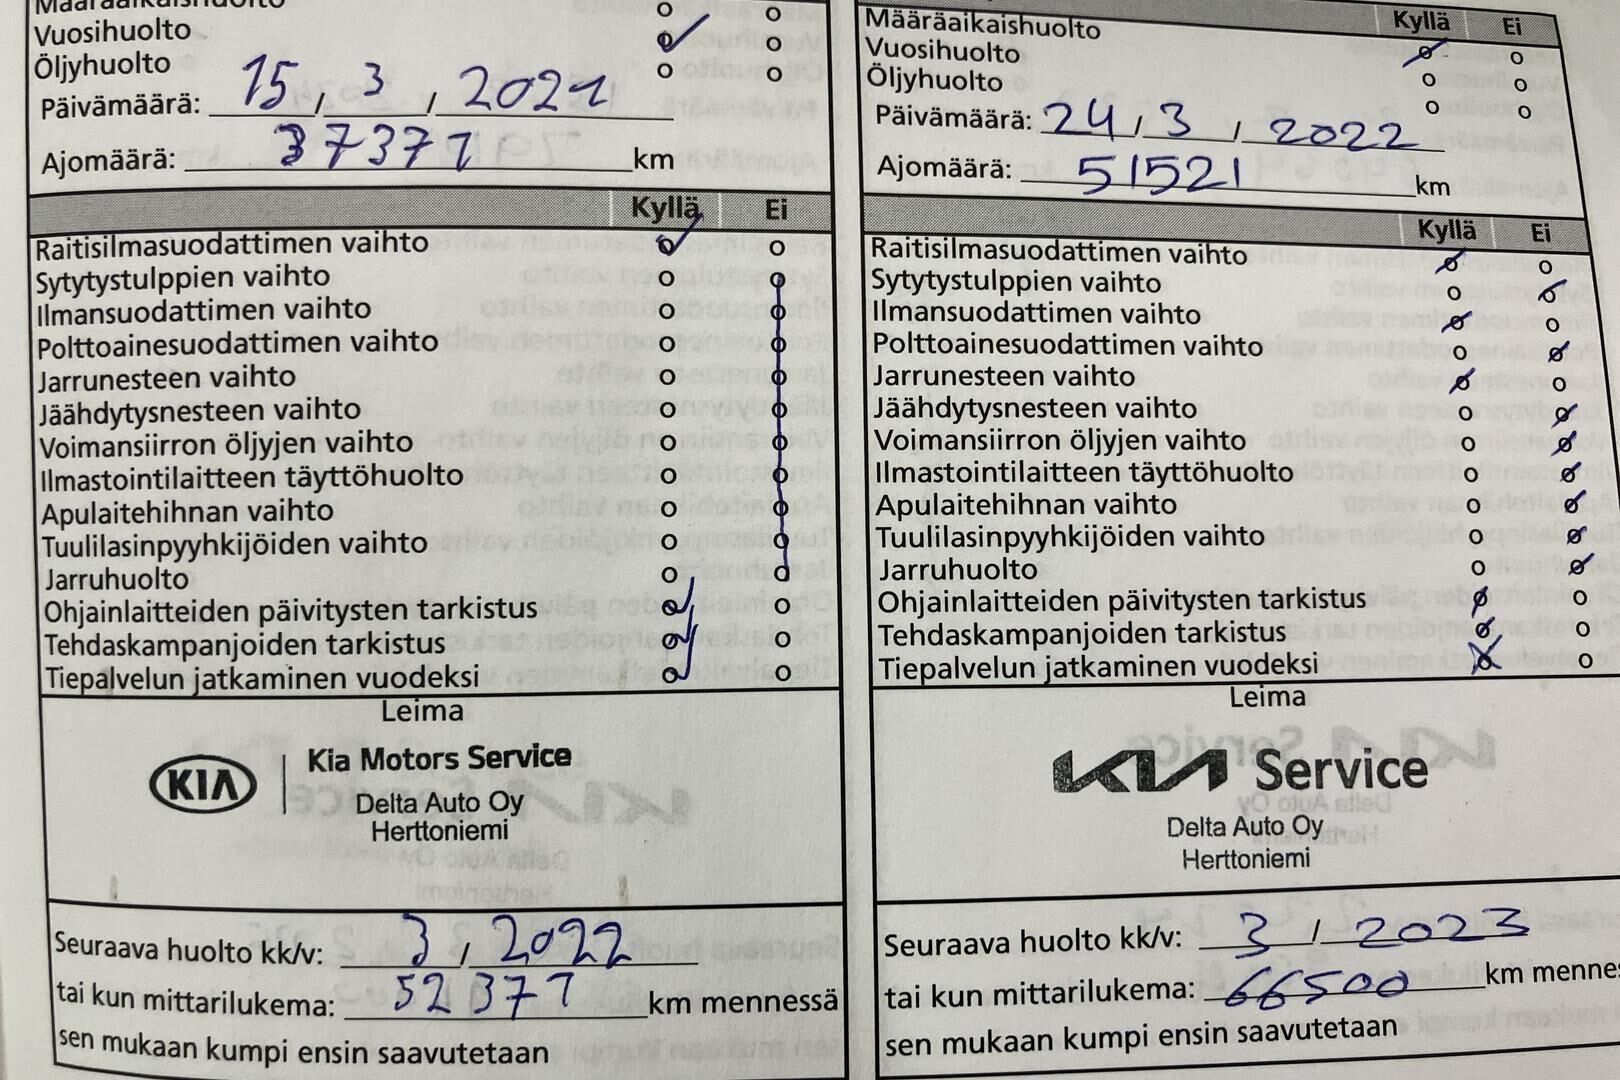 Määräaikaishuolto
Vuosihuolto
Öljyhuolto
Päivämäärä: 15 / 3 / 2021
Ajomäärä: 37377 km
Kyllä Ei
Raitisilmasuodattimen vaihto
Sytytystulppien vaihto
Ilmansuodattimen vaihto
Polttoainesuodattimen vaihto
Jarrunesteen vaihto
Jäähdytysnesteen vaihto
Voimansiirron öljyjen vaihto
Ilmastointilaitteen täyttöhuolto
Apulaitehihnan vaihto
Tuulilasinpyyhkijöiden vaihto
Jarruhuolto
Ohjainlaitteiden päivitysten tarkistus
Tehdaskampanjoiden tarkistus
Tiepalvelun jatkaminen vuodeksi
Leima
KIA Kia Motors Service
Delta Auto Oy
Herttoniemi
Seuraava huolto kk/v: 3 / 2022
tai kun mittarilukema: 52377 km mennessä
sen mukaan kumpi ensin saavutetaan
Kyllä Ei
Määräaikaishuolto
Vuosihuolto
Öljyhuolto
Päivämäärä: 24 / 3 / 2022
Ajomäärä: 51521 km
Kyllä Ei
Raitisilmasuodattimen vaihto
Sytytystulppien vaihto
Ilmansuodattimen vaihto
Polttoainesuodattimen vaihto
Jarrunesteen vaihto
Jäähdytysnesteen vaihto
Voimansiirron öljyjen vaihto
Ilmastointilaitteen täyttöhuolto
Apulaitehihnan vaihto
Tuulilasinpyyhkijöiden vaihto
Jarruhuolto
Ohjainlaitteiden päivitysten tarkistus
Tehdaskampanjoiden tarkistus
Tiepalvelun jatkaminen vuodeksi
Leima
KIA Service
Delta Auto Oy
Herttoniemi
Seuraava huolto kk/v: 3 / 2023
tai kun mittarilukema: 66500 km mennes
sen mukaan kumpi ensin saavutetaan